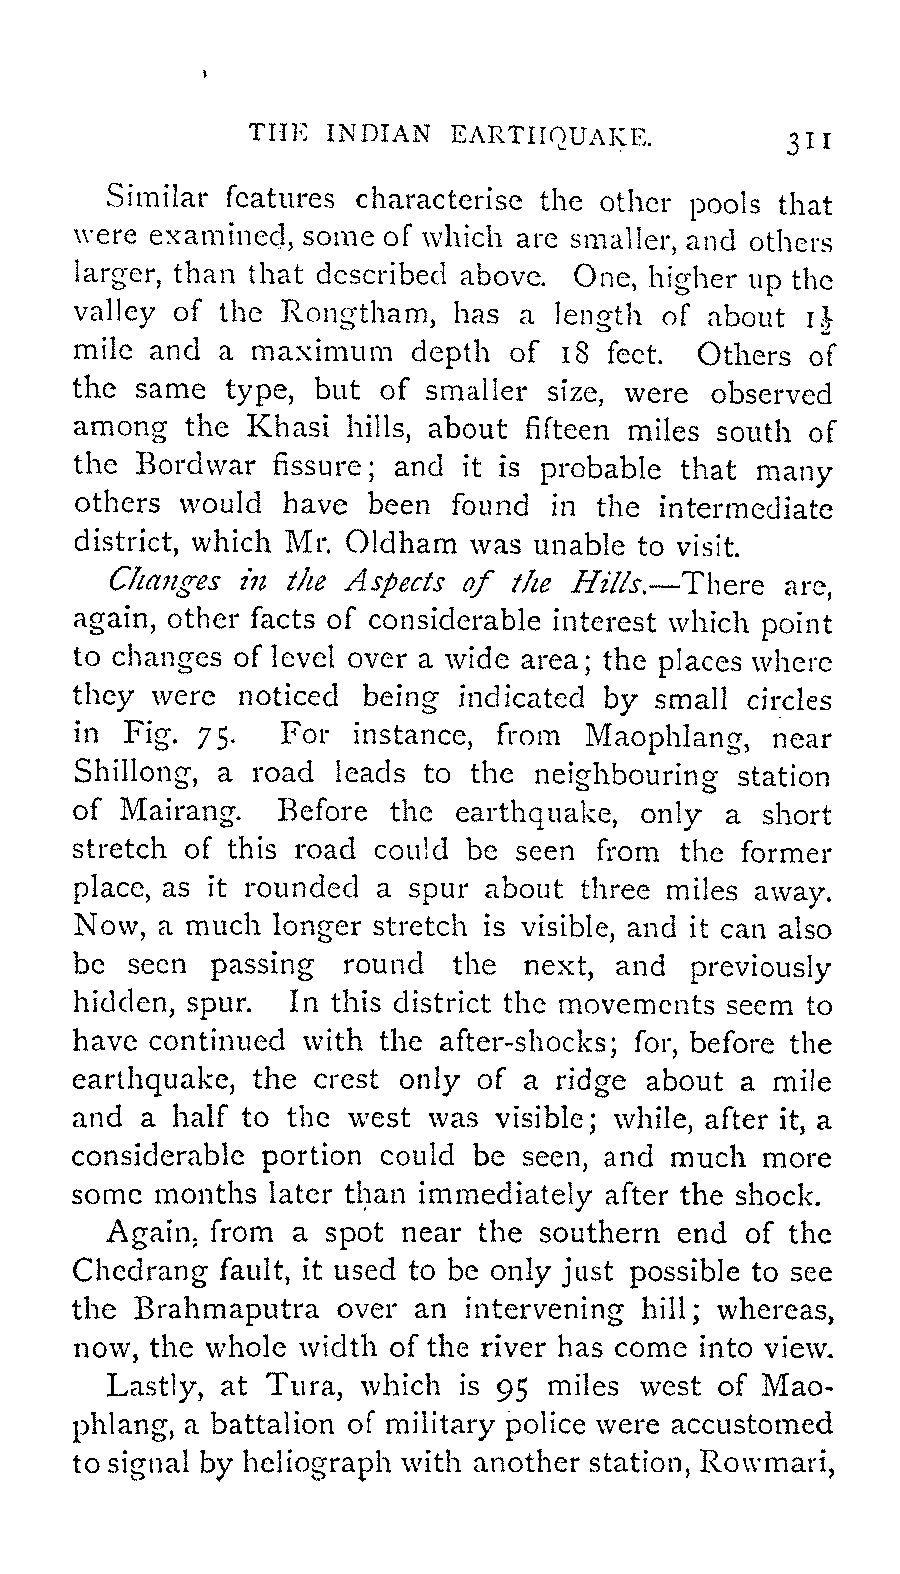 THE INDIAN EARTHQUAKE. 311
Similar features characterise the other pools that
were examined, some of which are smaller, and others
larger, than that described above. One, higher up the
valley of the Rongtham, has a length of about 1½
mile and a maximum depth of 18 feet. Others of
the same type, but of smaller size, were observed
among the Khasi hills, about fifteen miles south of
the Bordwar fissure; and it is probable that many
others would have been found in the intermediate
district, which Mr. Oldham was unable to visit.
Changes in the Aspects of the Hills.—There are,
again, other facts of considerable interest which point
to changes of level over a wide area; the places where
they were noticed being indicated by small circles
in Fig. 75. For instance, from Maophlang, near
Shillong, a road leads to the neighbouring station
of Mairang. Before the earthquake, only a short
stretch of this road could be seen from the former
place, as it rounded a spur about three miles away.
Now, a much longer stretch is visible, and it can also
be seen passing round the next, and previously
hidden, spur. In this district the movements seem to
have continued with the after-shocks; for, before the
earthquake, the crest only of a ridge about a mile
and a half to the west was visible; while, after it, a
considerable portion could be seen, and much more
some months later than immediately after the shock.
Again, from a spot near the southern end of the
Chedrang fault, it used to be only just possible to see
the Brahmaputra over an intervening hill; whereas,
now, the whole width of the river has come into view.
Lastly, at Tura, which is 95 miles west of Mao-
phlang, a battalion of military police were accustomed
to signal by heliograph with another station, Rowmari,